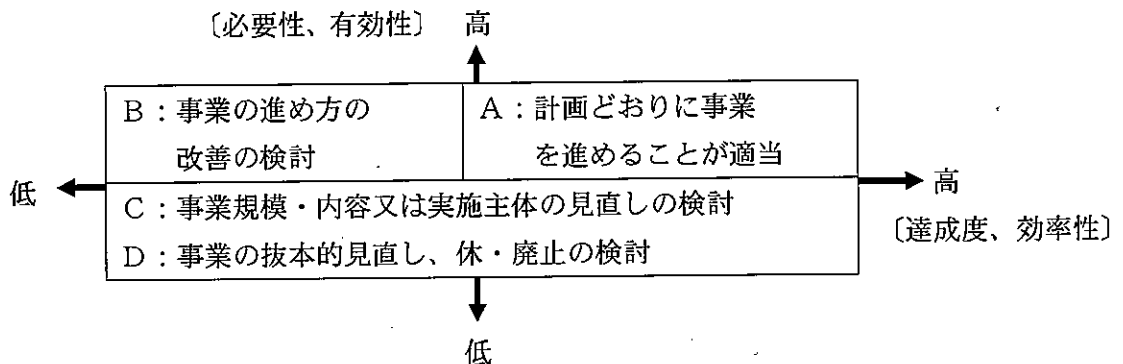 〔必要性、有効性〕 高
B：事業の進め方の
改善の検討
A：計画どおりに事業
を進めることが適当
低
高
C：事業規模・内容又は実施主体の見直しの検討
〔達成度、効率性〕
D：事業の抜本的見直し、休・廃止の検討
低